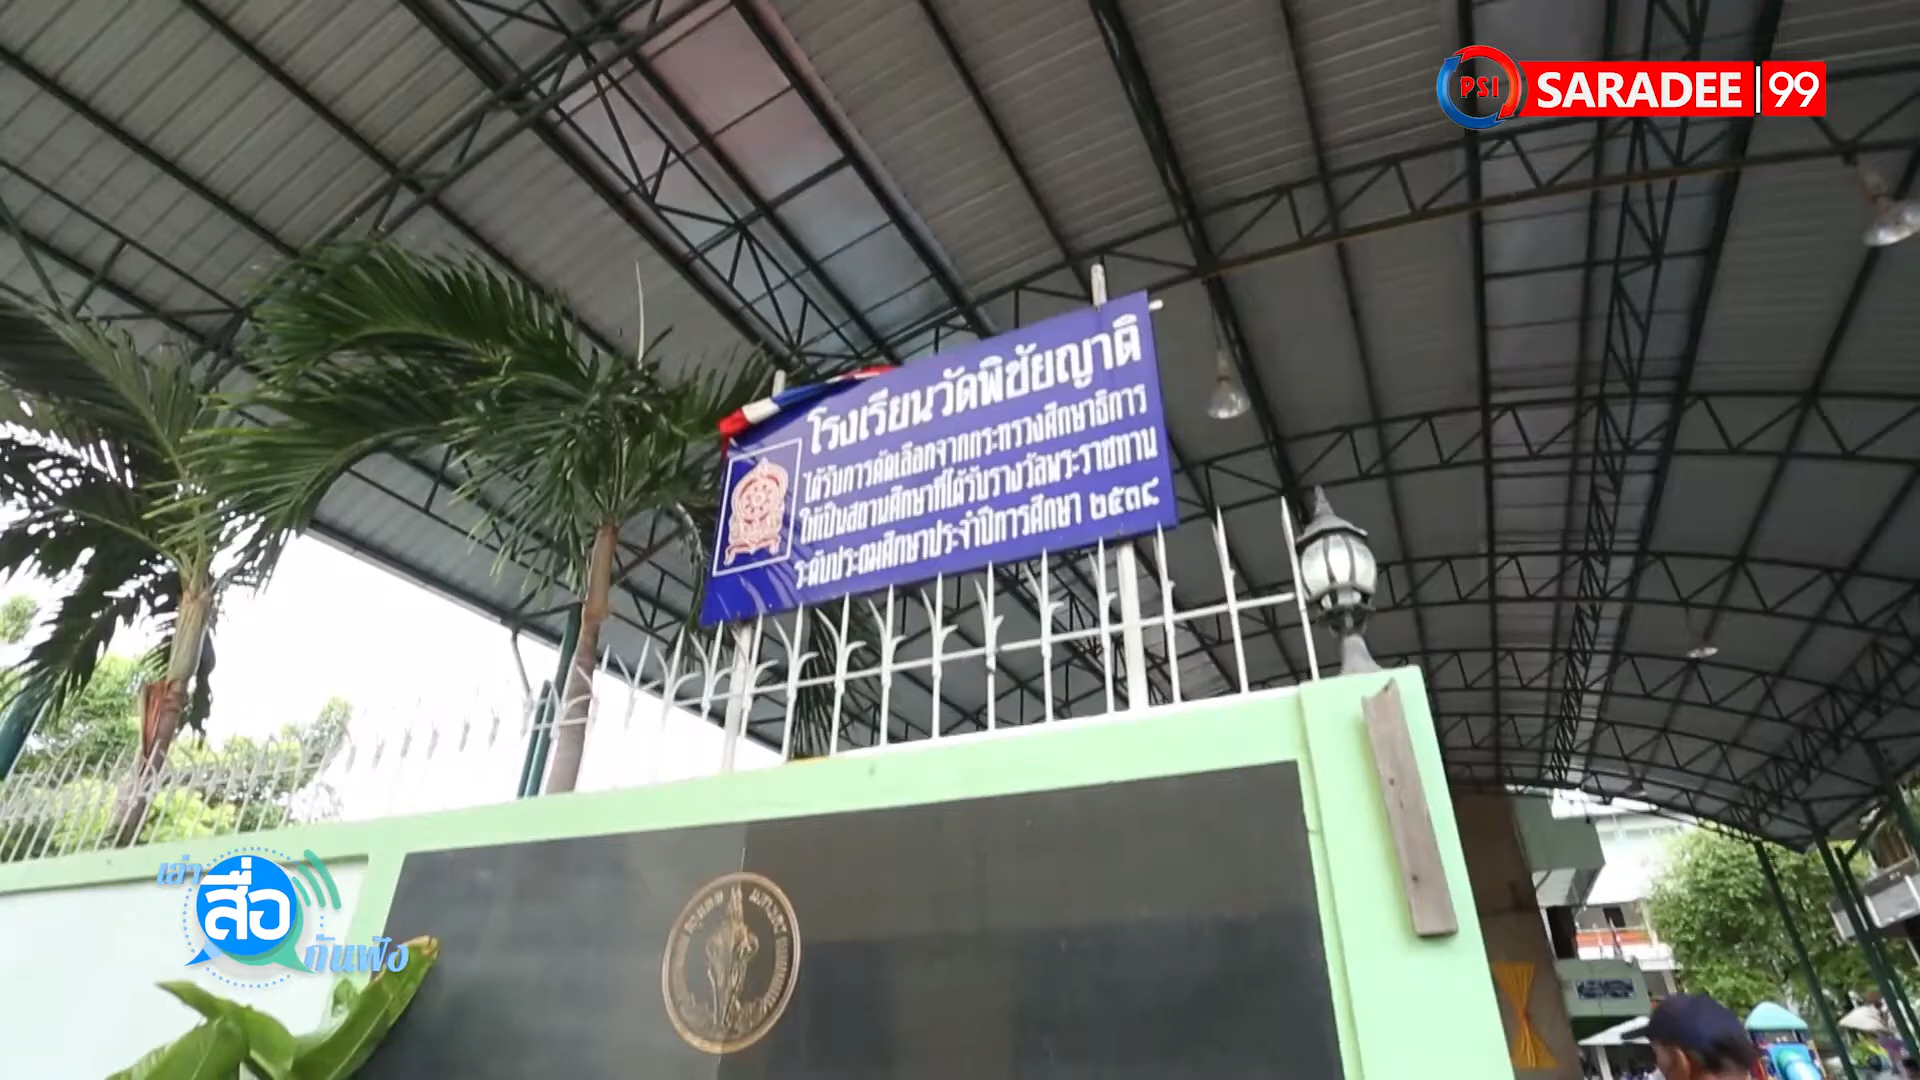 PSI SARADEE 99
โรงเรียนวัดพิชัยญาติ
ได้รับการคัดเลือกจากกระทรวงศึกษาธิการ
ให้เป็นสถานศึกษาที่ได้รับรางวัลพระราชทาน
ระดับประถมศึกษาประจำปีการศึกษา ๒๕๓๙
เล่า
สื่อ
กันฟัง